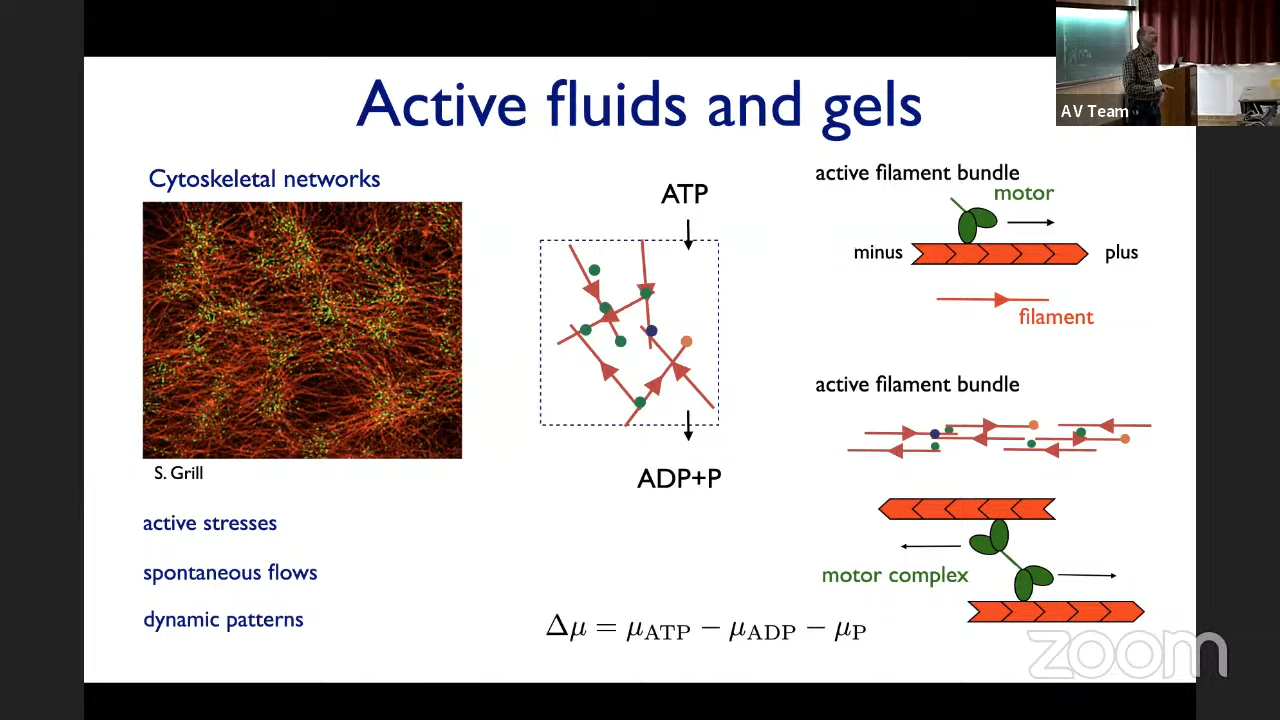 Active fluids and gels
AV Team
Cytoskeletal networks
S. Grill
active stresses
spontaneous flows
dynamic patterns
ATP
ADP+P
Δμ = μ_ATP − μ_ADP − μ_P
active filament bundle
motor
minus
plus
filament
active filament bundle
motor complex
zoom